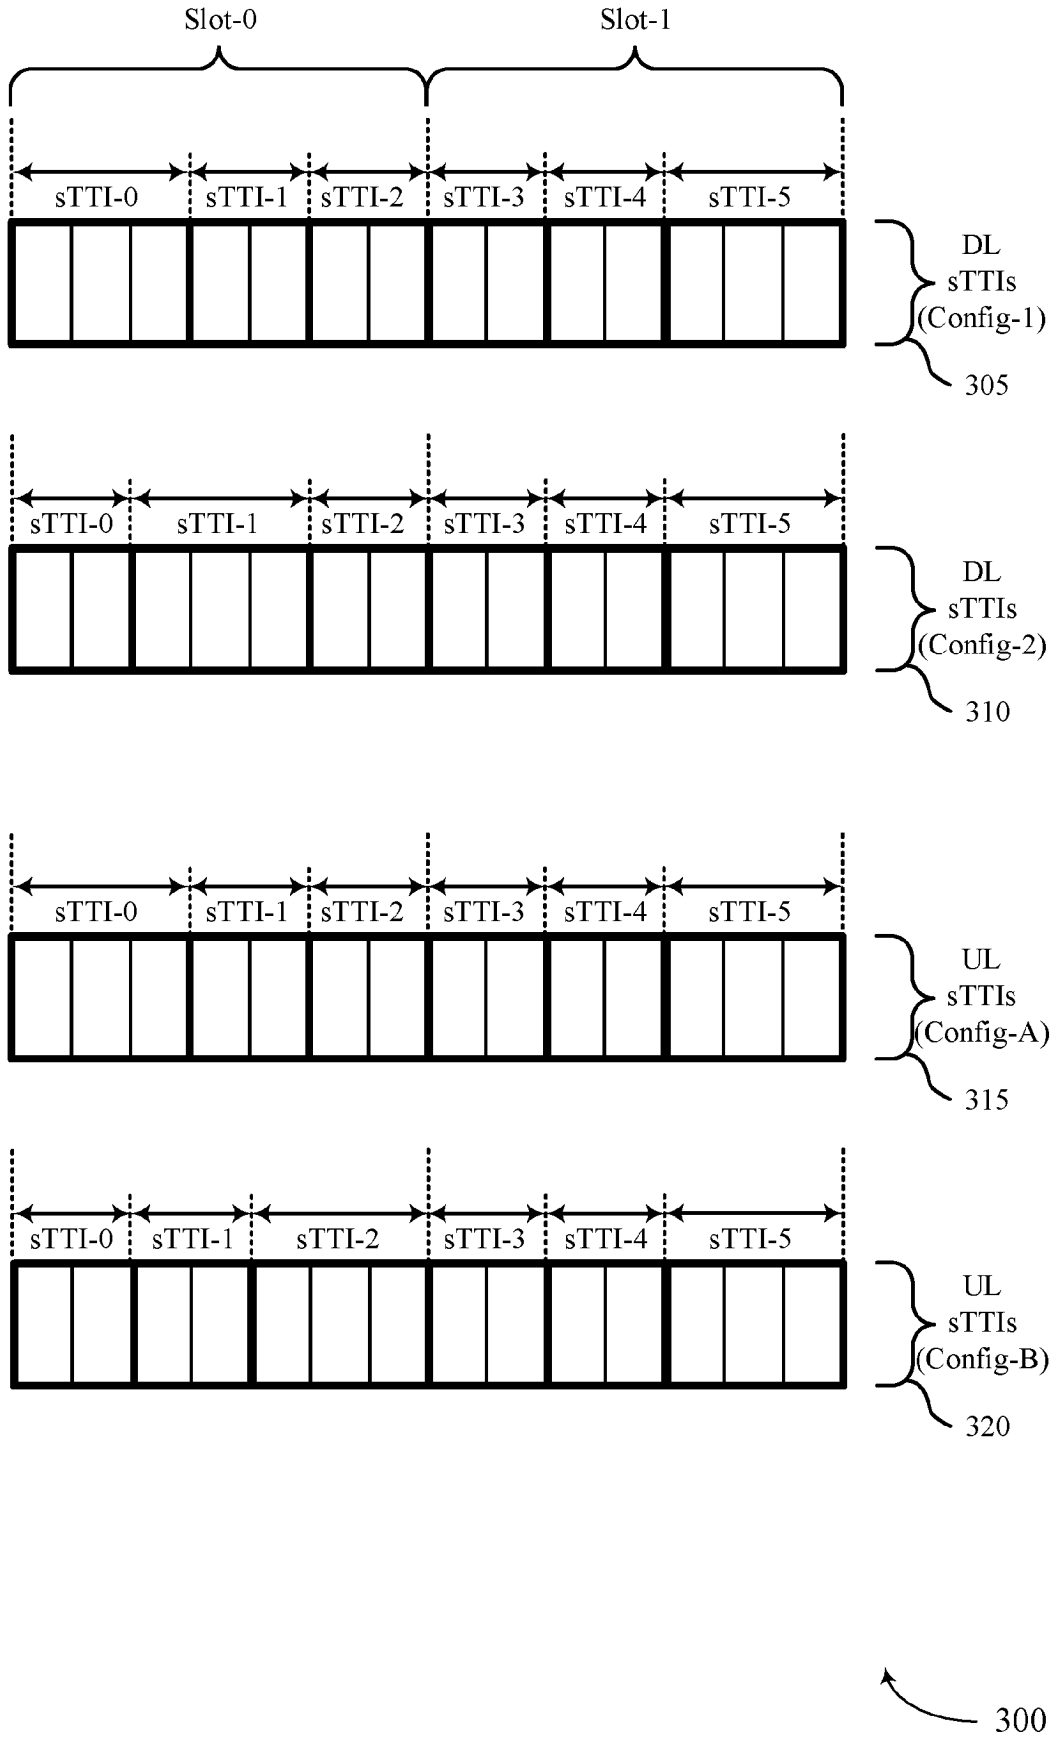 Slot-0 Slot-1
sTTI-0 sTTI-1 sTTI-2 sTTI-3 sTTI-4 sTTI-5
DL
sTTIs
(Config-1)
305
sTTI-0 sTTI-1 sTTI-2 sTTI-3 sTTI-4 sTTI-5
DL
sTTIs
(Config-2)
310
sTTI-0 sTTI-1 sTTI-2 sTTI-3 sTTI-4 sTTI-5
UL
sTTIs
(Config-A)
315
sTTI-0 sTTI-1 sTTI-2 sTTI-3 sTTI-4 sTTI-5
UL
sTTIs
(Config-B)
320
300